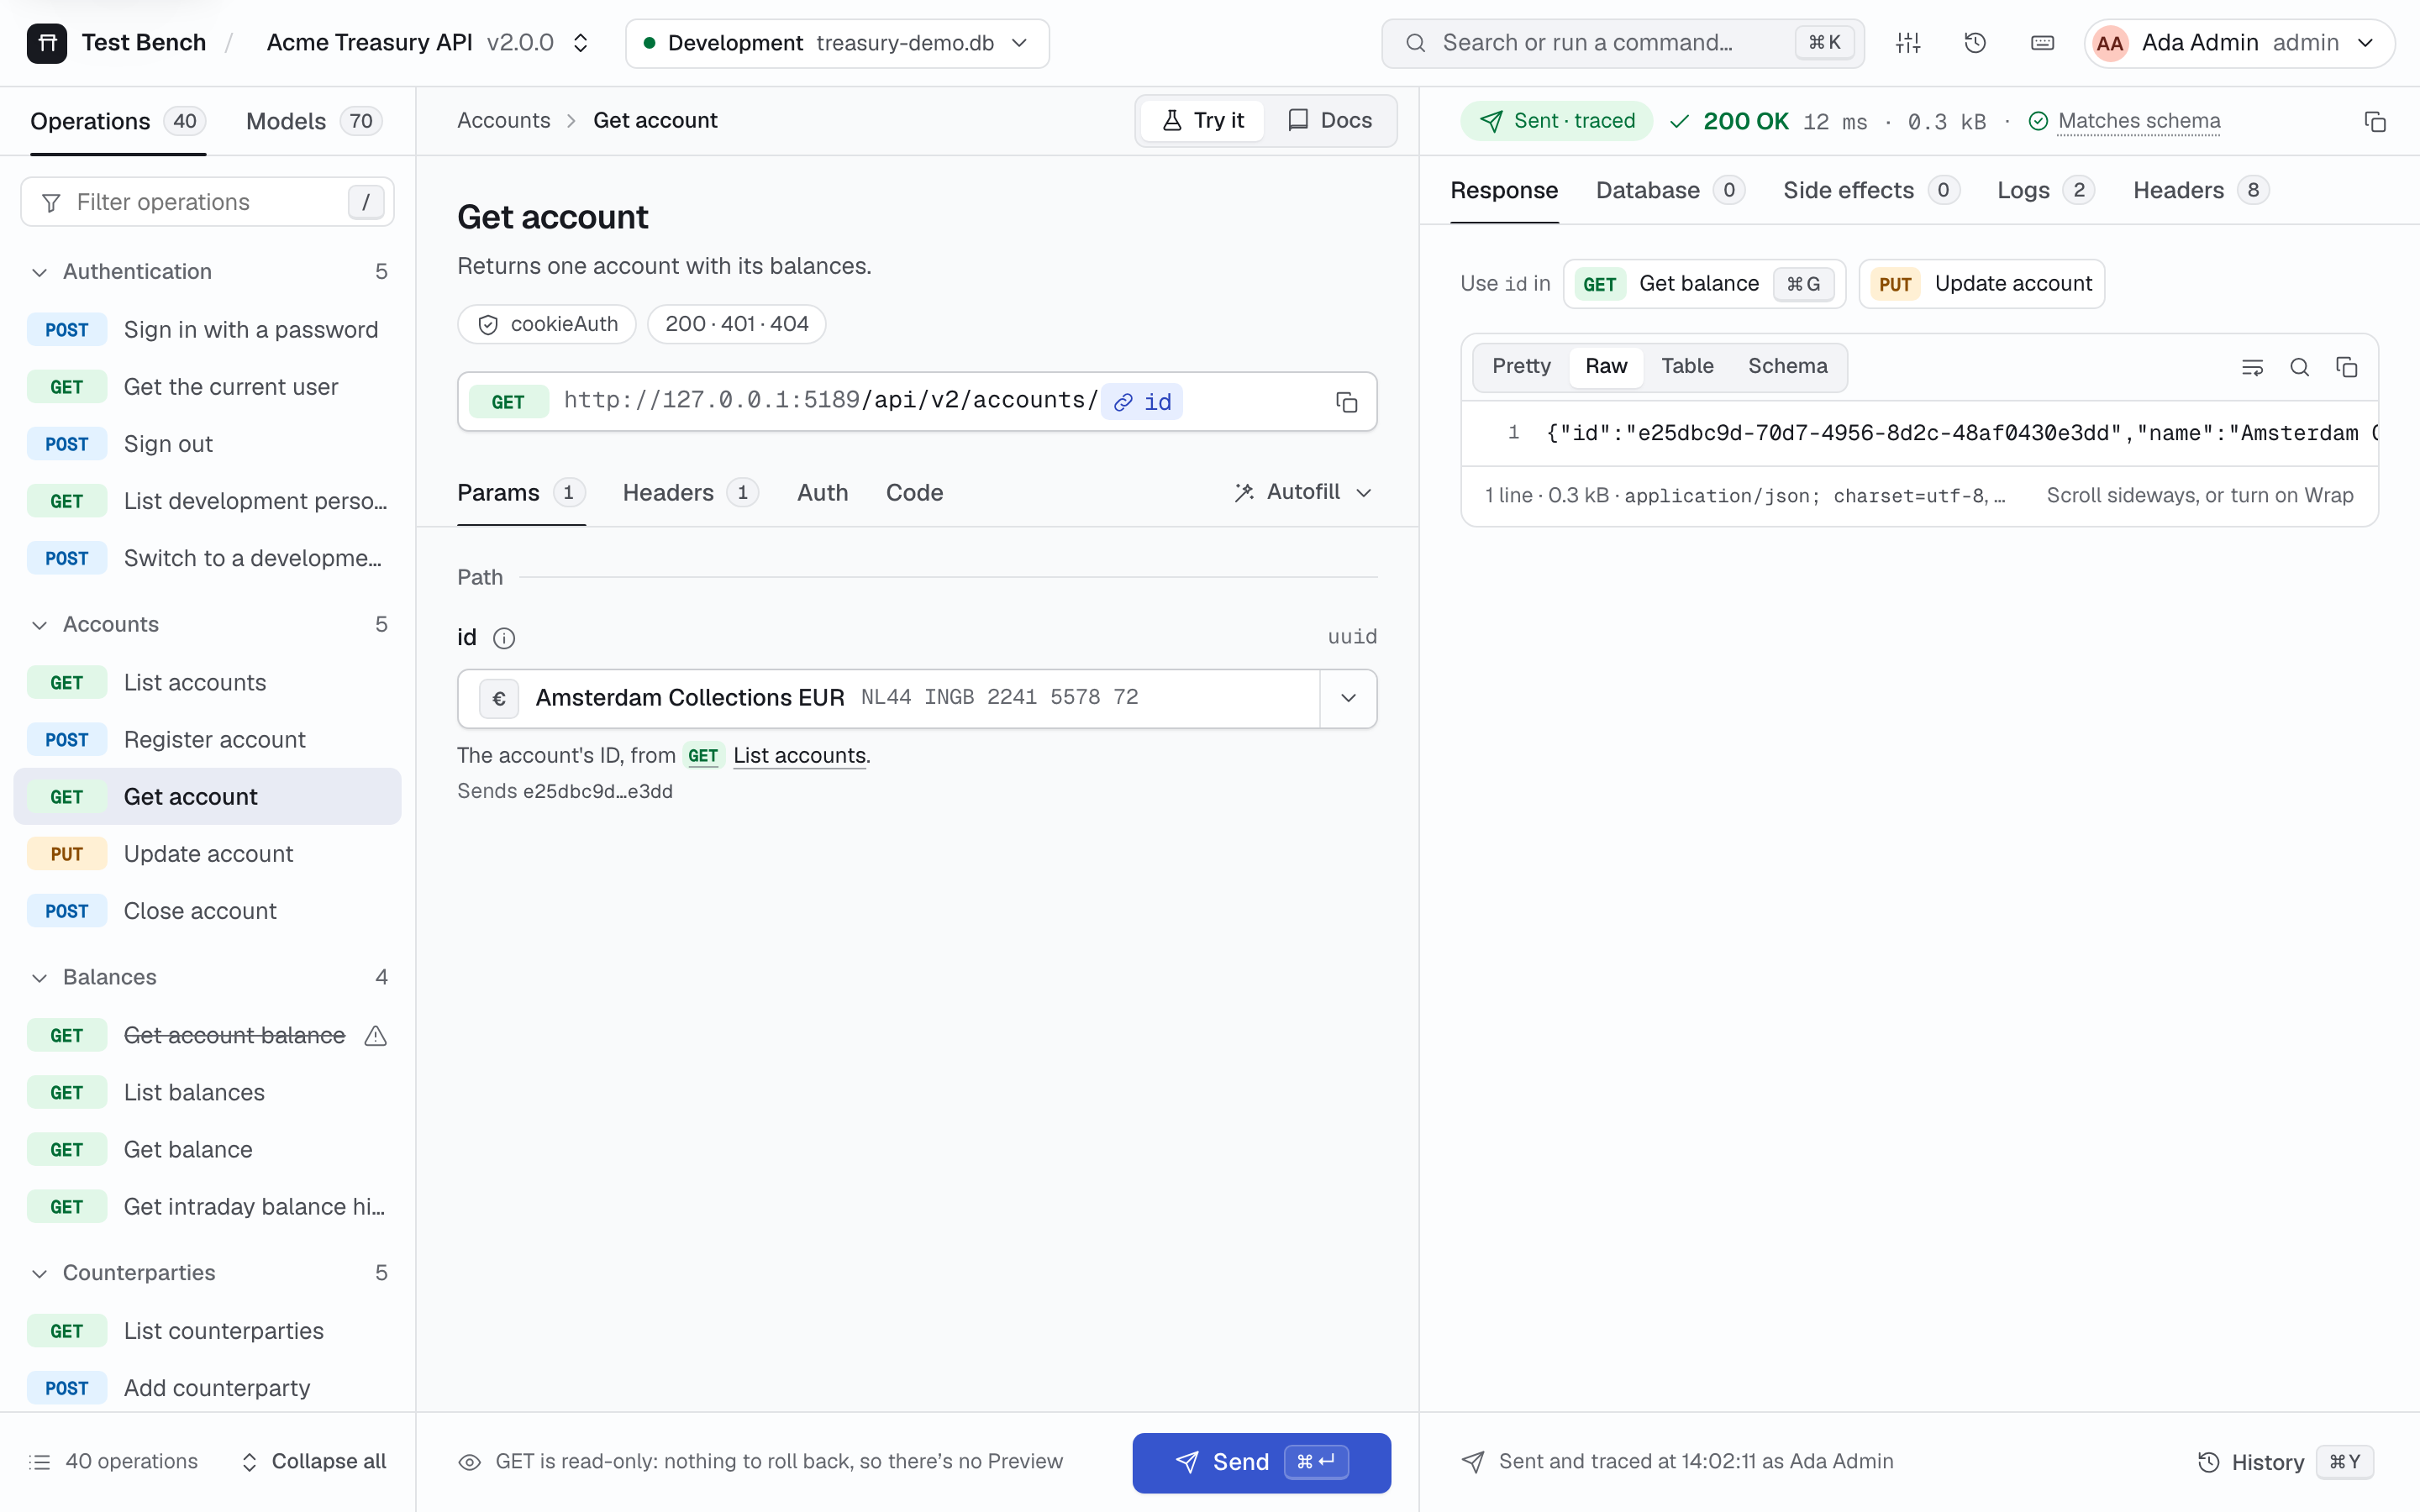 Test Bench / Acme Treasury API v2.0.0
Development treasury-demo.db
Search or run a command... ⌘K
AA Ada Admin admin
Operations 40 Models 70
Filter operations /
Authentication 5
POST Sign in with a password
GET Get the current user
POST Sign out
GET List development perso...
POST Switch to a developme...
Accounts 5
GET List accounts
POST Register account
GET Get account
PUT Update account
POST Close account
Balances 4
GET Get account balance
GET List balances
GET Get balance
GET Get intraday balance hi...
Counterparties 5
GET List counterparties
POST Add counterparty
40 operations Collapse all
Accounts > Get account
Try it Docs
Get account
Returns one account with its balances.
cookieAuth 200 · 401 · 404
GET http://127.0.0.1:5189/api/v2/accounts/ id
Params 1 Headers 1 Auth Code Autofill
Path
id uuid
€ Amsterdam Collections EUR NL44 INGB 2241 5578 72
The account's ID, from GET List accounts.
Sends e25dbc9d…e3dd
GET is read-only: nothing to roll back, so there's no Preview
Send ⌘↵
Sent · traced 200 OK 12 ms · 0.3 kB · Matches schema
Response Database 0 Side effects 0 Logs 2 Headers 8
Use id in GET Get balance ⌘G PUT Update account
Pretty Raw Table Schema
1 {"id":"e25dbc9d-70d7-4956-8d2c-48af0430e3dd","name":"Amsterdam
1 line · 0.3 kB · application/json; charset=utf-8, … Scroll sideways, or turn on Wrap
Sent and traced at 14:02:11 as Ada Admin
History ⌘Y